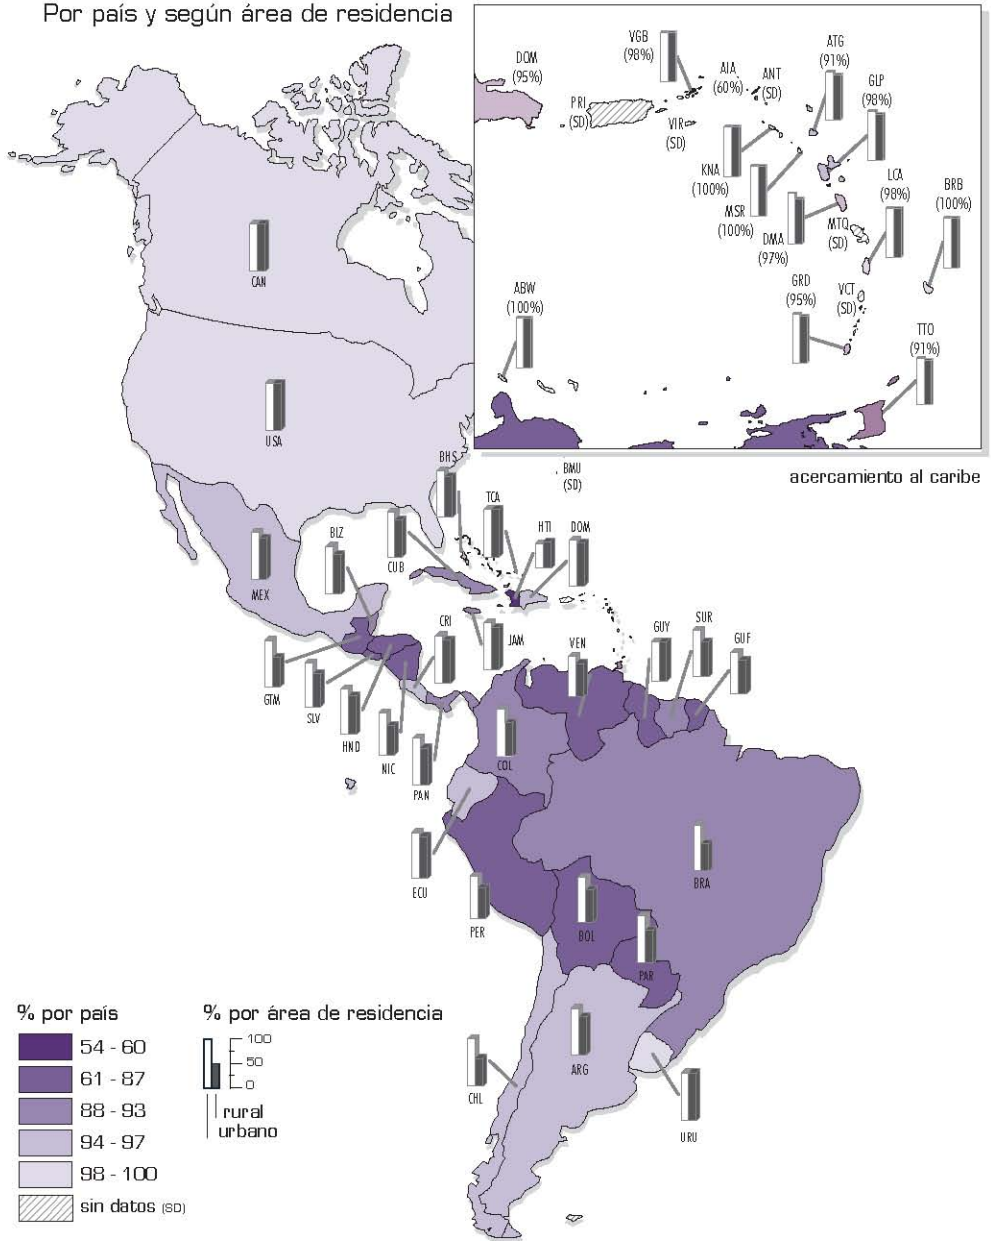 Por país y según área de residencia
VGB
(98%)
ATG
(91%)
DOM
(95%)
AIA
(60%)
ANT
(SD)
GLP
(98%)
PRI
(SD)
VIR
(SD)
KNA
(100%)
LCA
(98%)
BRB
(100%)
MSR
(100%)
DMA
(97%)
MTQ
(SD)
ABW
(100%)
GRD
(95%)
VCT
(SD)
TTO
(91%)
acercamiento al caribe
CAN
USA
BHS
BMU
(SD)
TCA
HTI
DOM
BLZ
CUB
MEX
CRI
JAM
VEN
GUY
SUR
GUF
GTM
SLV
HND
NIC
PAN
COL
ECU
PER
BRA
BOL
PAR
ARG
CHL
URU
% por país
54 - 60
61 - 87
88 - 93
94 - 97
98 - 100
sin datos (SD)
% por área de residencia
100
50
0
rural
urbano